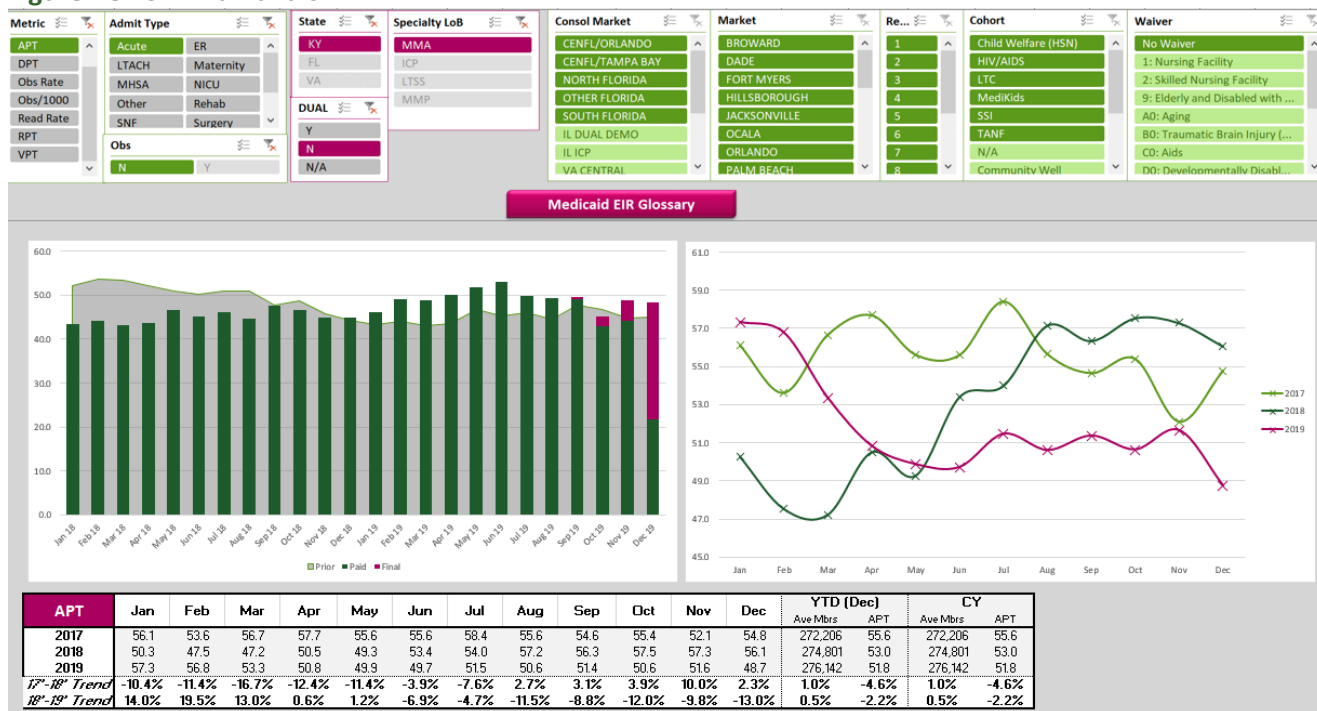 Metric
APT
DPT
Obs Rate
Obs/1000
Read Rate
RPT
VPT
Admit Type
Acute ER
LTACH Maternity
MHSA NICU
Other Rehab
SNF Surgery
Obs
N Y
State
KY
FL
VA
DUAL
Y
N
N/A
Specialty LoB
MMA
ICP
LTSS
MMP
Consol Market
CENFL/ORLANDO
CENFL/TAMPA BAY
NORTH FLORIDA
OTHER FLORIDA
SOUTH FLORIDA
IL DUAL DEMO
IL ICP
VA CENTRAL
Market
BROWARD
DADE
FORT MYERS
HILLSBOROUGH
JACKSONVILLE
OCALA
ORLANDO
PALM BEACH
Re...
1
2
3
4
5
6
7
8
Cohort
Child Welfare (HSN)
HIV/AIDS
LTC
MediKids
SSI
TANF
N/A
Community Well
Waiver
No Waiver
1: Nursing Facility
2: Skilled Nursing Facility
9: Elderly and Disabled with ...
A0: Aging
B0: Traumatic Brain Injury (...
C0: Aids
D0: Developmentally Disabl...
Medicaid EIR Glossary
60.0
50.0
40.0
30.0
20.0
10.0
0.0
Jan 18 Feb 18 Mar 18 Apr 18 May 18 Jun 18 Jul 18 Aug 18 Sep 18 Oct 18 Nov 18 Dec 18 Jan 19 Feb 19 Mar 19 Apr 19 May 19 Jun 19 Jul 19 Aug 19 Sep 19 Oct 19 Nov 19 Dec 19
Prior Paid Final
61.0
59.0
57.0
55.0
53.0
51.0
49.0
47.0
45.0
Jan Feb Mar Apr May Jun Jul Aug Sep Oct Nov Dec
2017
2018
2019
APT Jan Feb Mar Apr May Jun Jul Aug Sep Oct Nov Dec YTD (Dec) CY
Ave Mbrs APT Ave Mbrs APT
2017 56.1 53.6 56.7 57.7 55.6 55.6 58.4 55.6 54.6 55.4 52.1 54.8 272,206 55.6 272,206 55.6
2018 50.3 47.5 47.2 50.5 49.3 53.4 54.0 57.2 56.3 57.5 57.3 56.1 274,801 53.0 274,801 53.0
2019 57.3 56.8 53.3 50.8 49.9 49.7 51.5 50.6 51.4 50.6 51.6 48.7 276,142 51.8 276,142 51.8
17'-18' Trend -10.4% -11.4% -16.7% -12.4% -11.4% -3.9% -7.6% 2.7% 3.1% 3.9% 10.0% 2.3% 1.0% -4.6% 1.0% -4.6%
18'-19' Trend 14.0% 19.5% 13.0% 0.6% 1.2% -6.9% -4.7% -11.5% -8.8% -12.0% -9.8% -13.0% 0.5% -2.2% 0.5% -2.2%